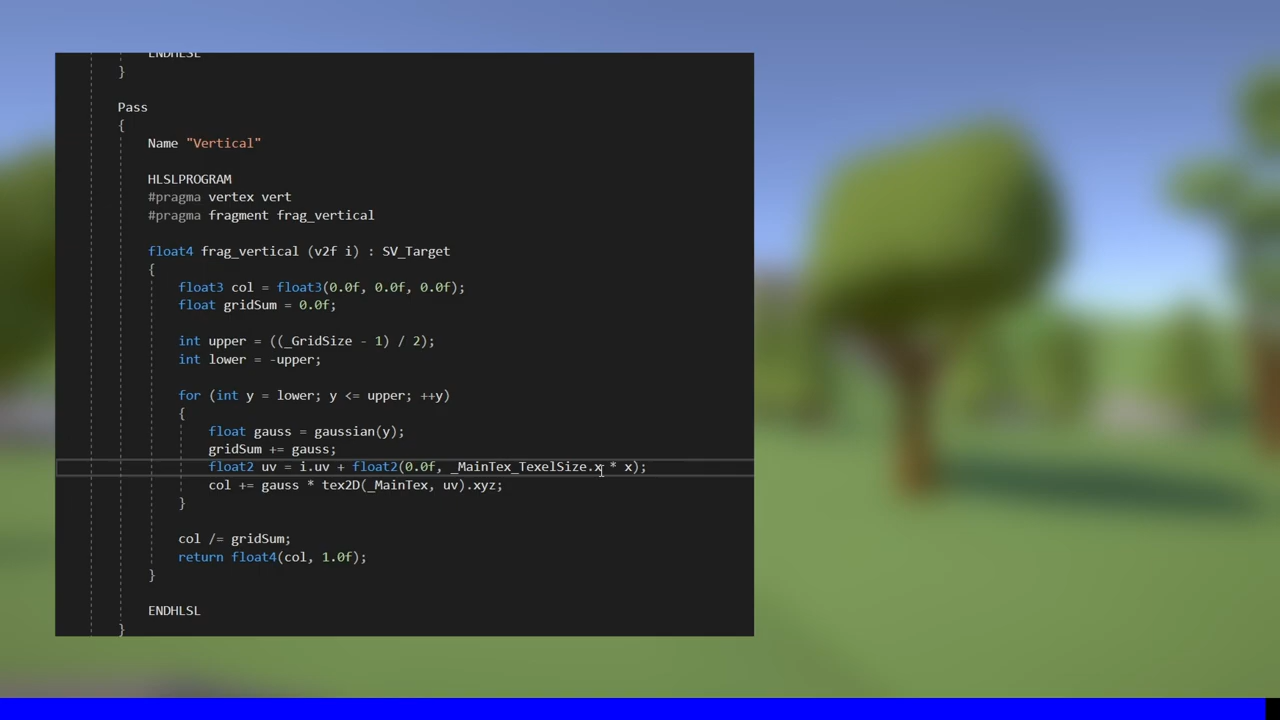 ENDHLSL
}
Pass
{
Name "Vertical"
HLSLPROGRAM
#pragma vertex vert
#pragma fragment frag_vertical
float4 frag_vertical (v2f i) : SV_Target
{
float3 col = float3(0.0f, 0.0f, 0.0f);
float gridSum = 0.0f;
int upper = ((_GridSize - 1) / 2);
int lower = -upper;
for (int y = lower; y <= upper; ++y)
{
float gauss = gaussian(y);
gridSum += gauss;
float2 uv = i.uv + float2(0.0f, _MainTex_TexelSize.x * x);
col += gauss * tex2D(_MainTex, uv).xyz;
}
col /= gridSum;
return float4(col, 1.0f);
}
ENDHLSL
}